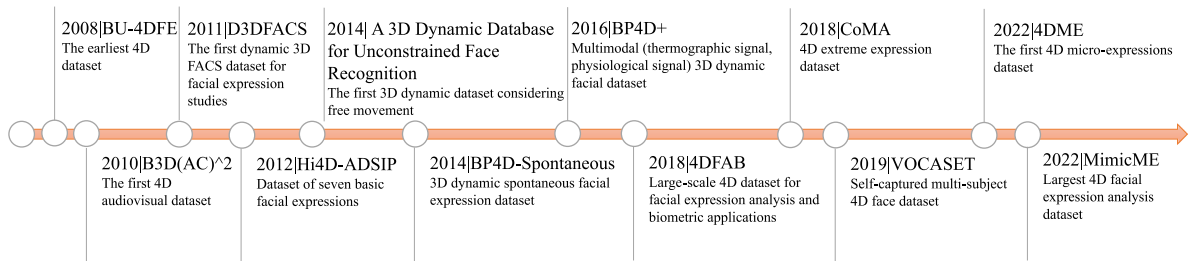 2008|BU-4DFE
The earliest 4D
dataset
2011|D3DFACS
The first dynamic 3D
FACS dataset for
facial expression
studies
2014| A 3D Dynamic Database
for Unconstrained Face
Recognition
The first 3D dynamic dataset considering
free movement
2016|BP4D+
Multimodal (thermographic signal,
physiological signal) 3D dynamic
facial dataset
2018|CoMA
4D extreme expression
dataset
2022|4DME
The first 4D micro-expressions
dataset
2010|B3D(AC)^2
The first 4D
audiovisual dataset
2012|Hi4D-ADSIP
Dataset of seven basic
facial expressions
2014|BP4D-Spontaneous
3D dynamic spontaneous facial
expression dataset
2018|4DFAB
Large-scale 4D dataset for
facial expression analysis and
biometric applications
2019|VOCASET
Self-captured multi-subject
4D face dataset
2022|MimicME
Largest 4D facial
expression analysis
dataset